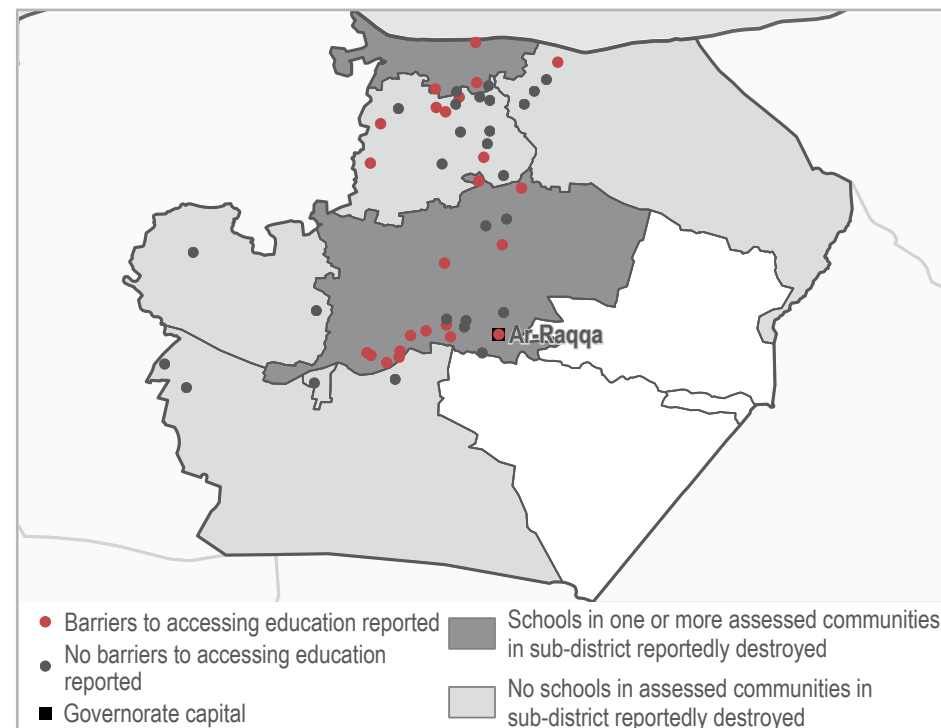 Ar-Raqqa
Barriers to accessing education reported
No barriers to accessing education
reported
Governorate capital
Schools in one or more assessed communities
in sub-district reportedly destroyed
No schools in assessed communities in
sub-district reportedly destroyed